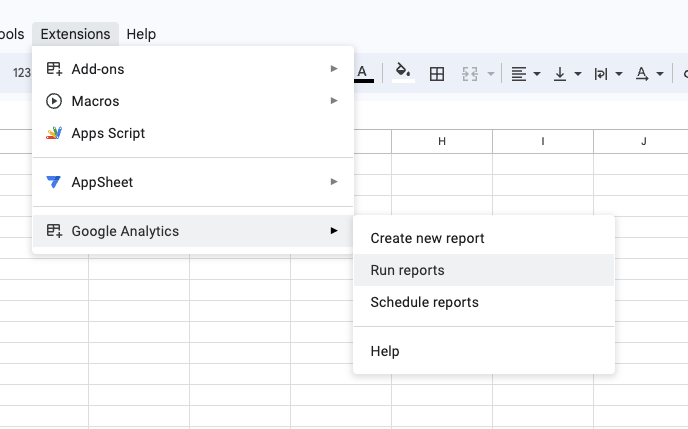 ools Extensions Help
Add-ons
123 A
Macros
Apps Script
H I J
AppSheet
Google Analytics
Create new report
Run reports
Schedule reports
Help